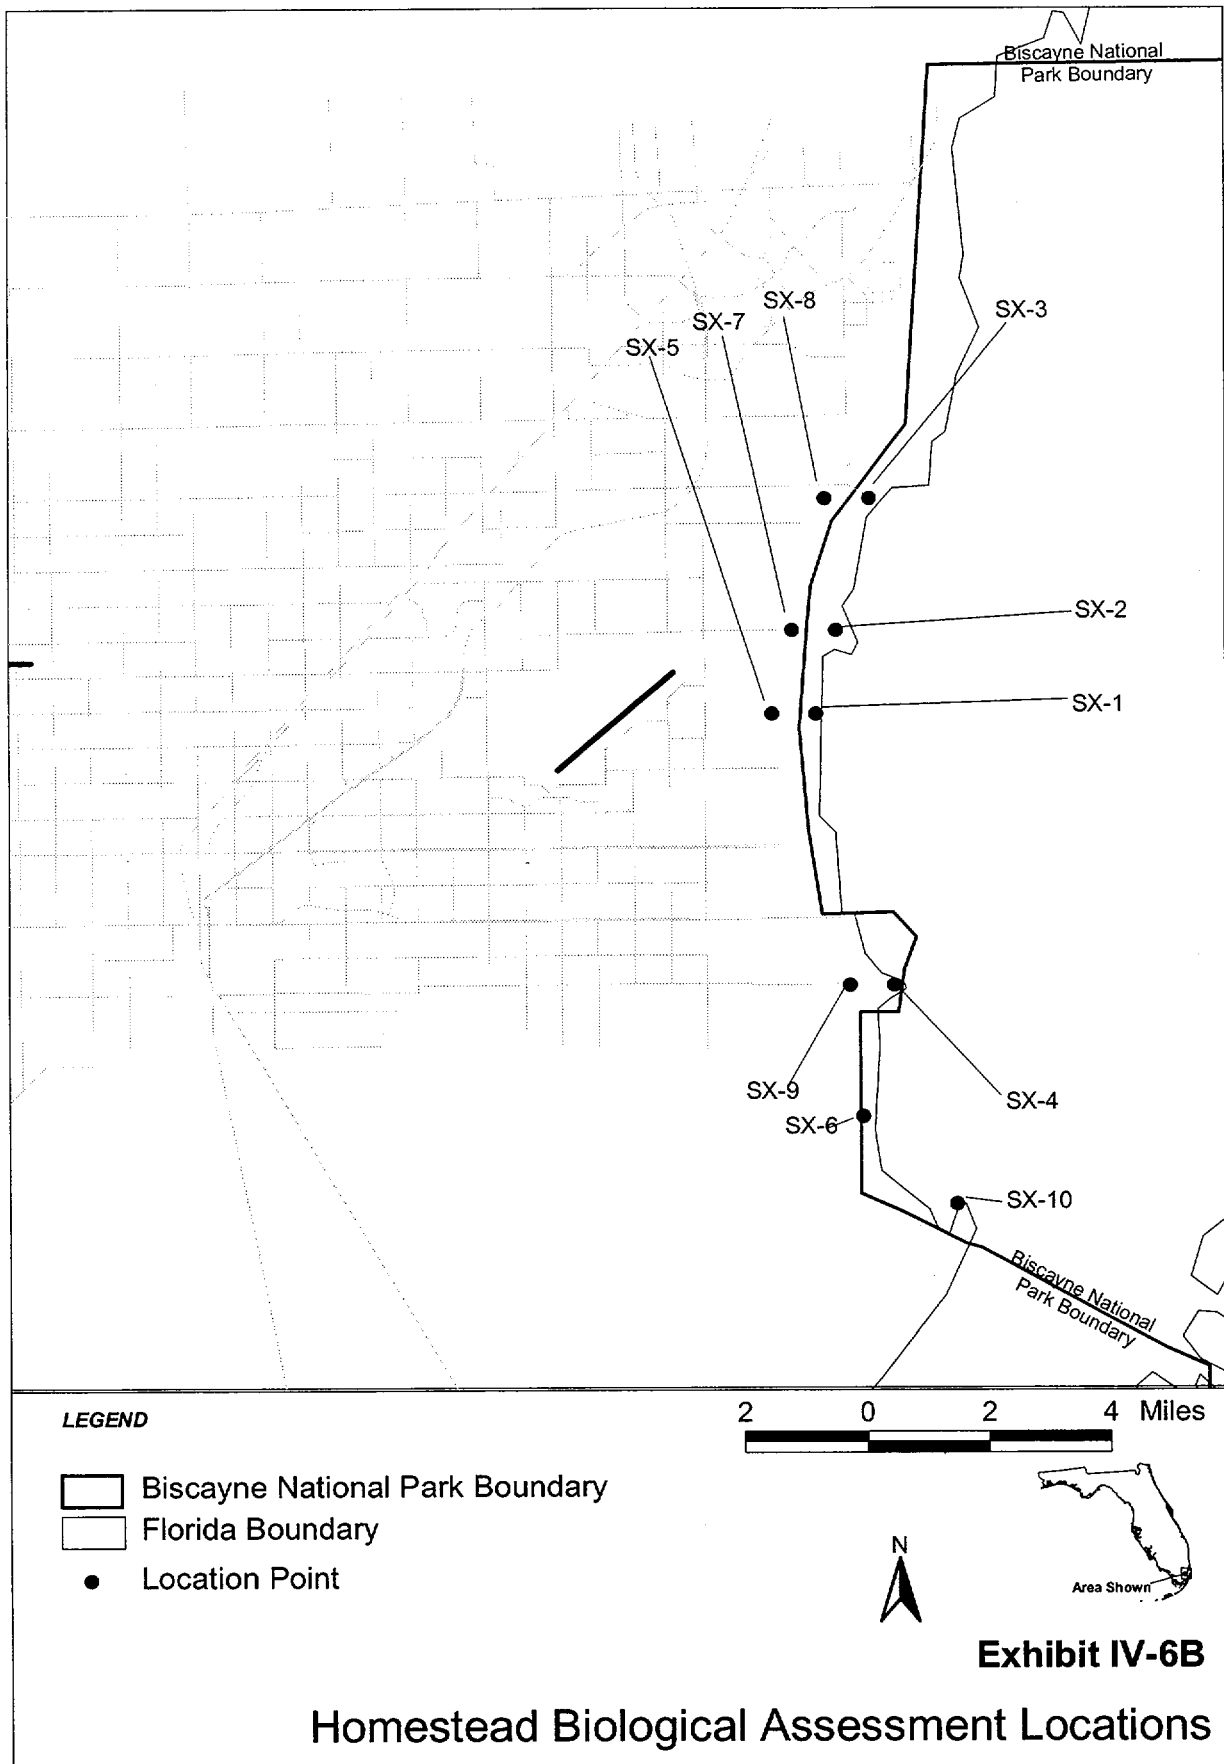 Biscayne National
Park Boundary
SX-8
SX-3
SX-7
SX-5
SX-2
SX-1
SX-9
SX-4
SX-6
SX-10
Biscayne National
Park Boundary
LEGEND
2 0 2 4 Miles
Biscayne National Park Boundary
Florida Boundary
Location Point
N
Area Shown
Exhibit IV-6B
Homestead Biological Assessment Locations